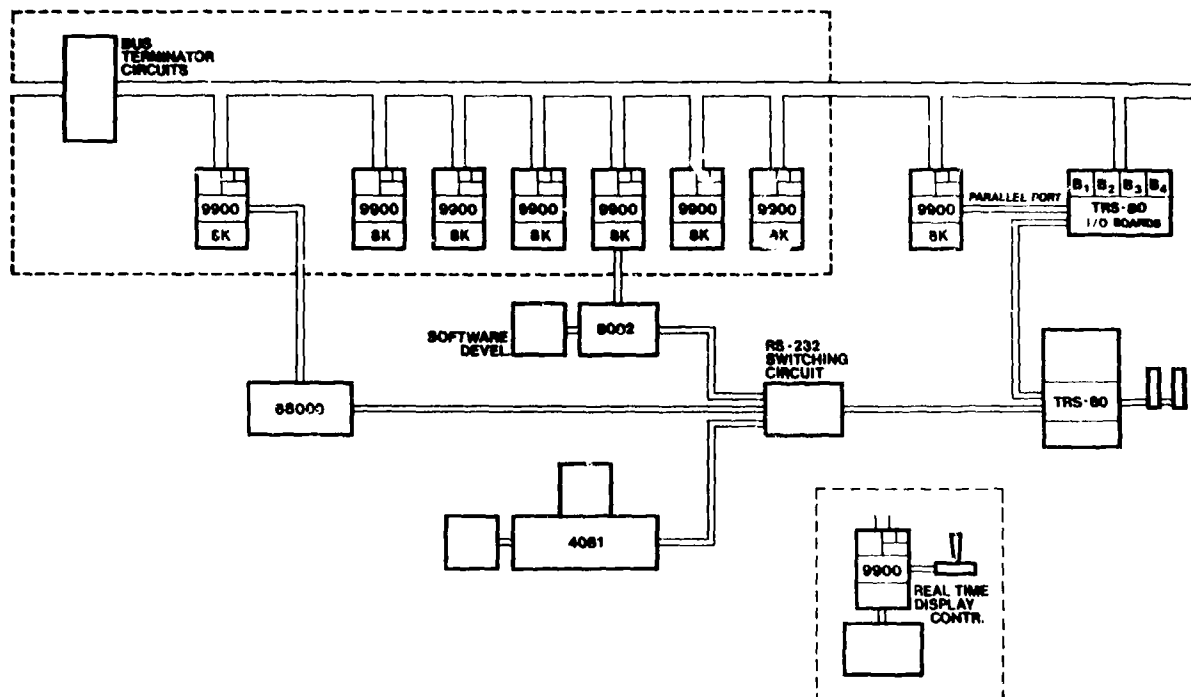 BUS
TERMINATOR
CIRCUITS
9900
9900
9900
9900
9900
9900
9900
9900
8K
8K
8K
8K
8K
8K
PARALLEL PORT
B1 B2 B3 B4
TRS-80
I/O BOARDS
SOFTWARE
DEVEL.
8002
RS-232
SWITCHING
CIRCUIT
68000
TRS-80
4081
9900
REAL TIME
DISPLAY
CONTR.